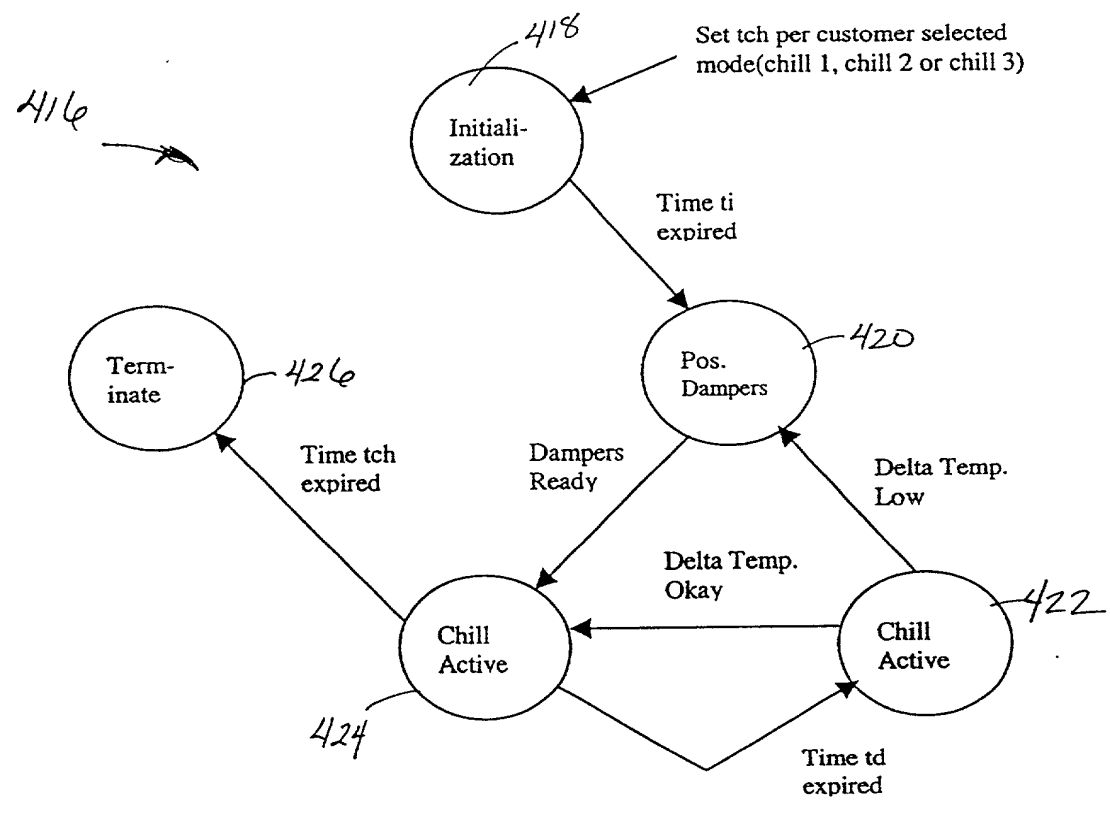 418
Set tch per customer selected
mode(chill 1, chill 2 or chill 3)
416
Initiali-
zation
Time ti
expired
420
Pos.
Dampers
Term-
inate
426
Time tch
expired
Dampers
Ready
Delta Temp.
Low
Delta Temp.
Okay
422
Chill
Active
Chill
Active
424
Time td
expired